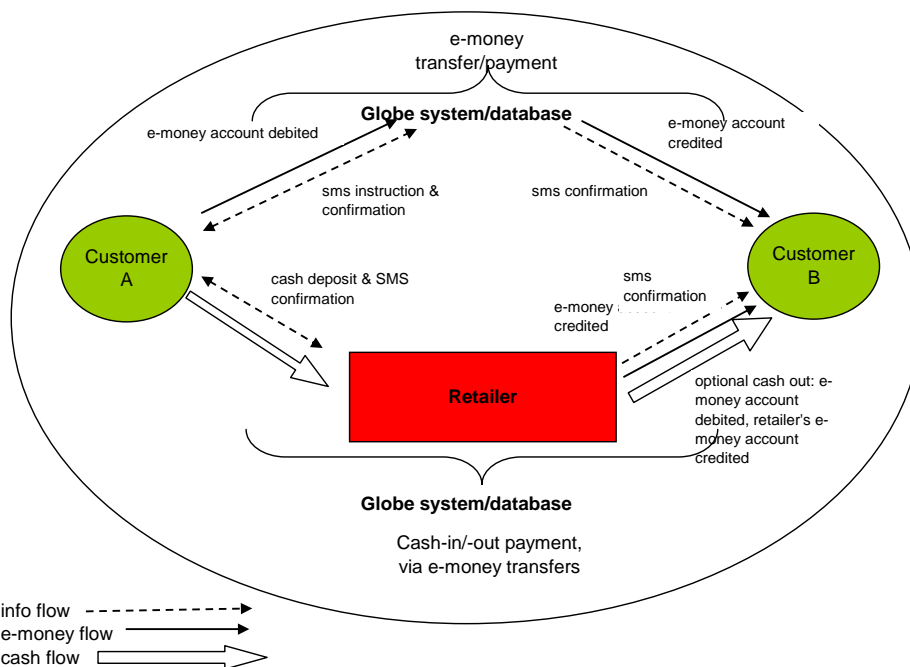 e-money
transfer/payment
Globe system/database
e-money account debited
e-money account
credited
sms instruction &
confirmation
sms confirmation
Customer
A
Customer
B
cash deposit & SMS
confirmation
sms
confirmation
e-money
credited
Retailer
optional cash out: e-
money account
debited, retailer's e-
money account
credited
Globe system/database
Cash-in/-out payment,
via e-money transfers
info flow
e-money flow
cash flow